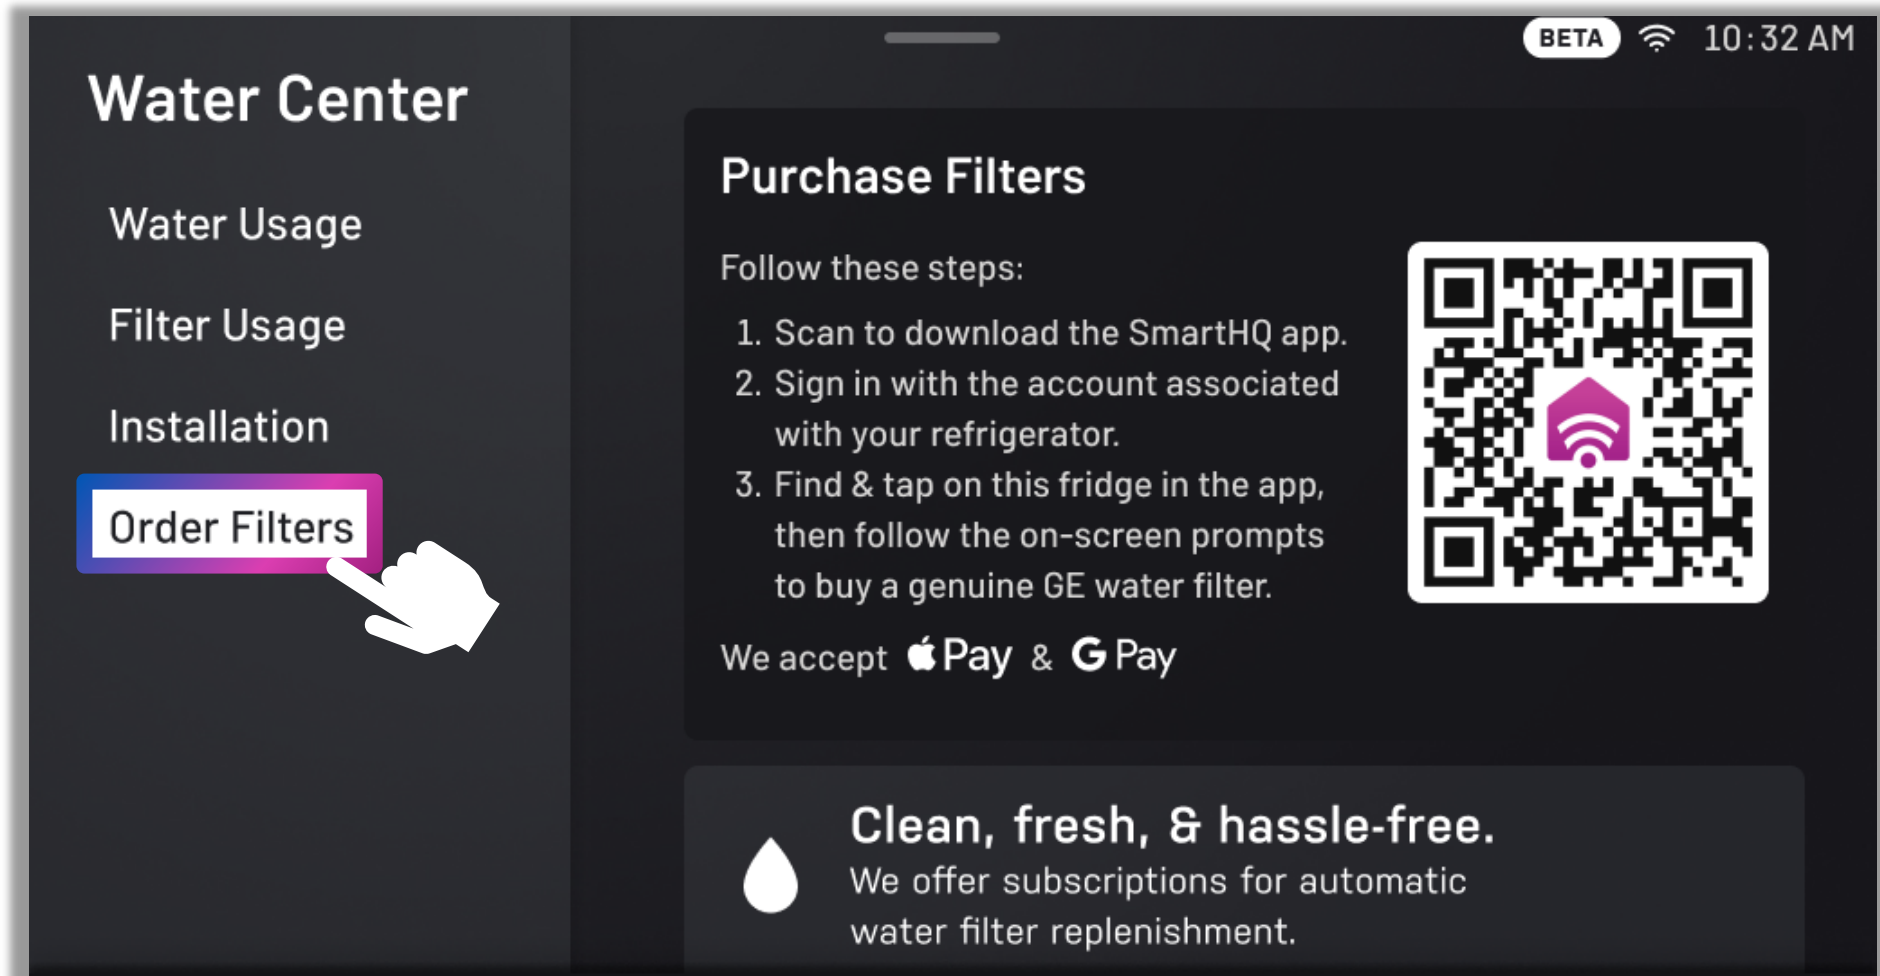 BETA 10:32 AM
Water Center
Water Usage
Filter Usage
Installation
Order Filters
Purchase Filters
Follow these steps:
1. Scan to download the SmartHQ app.
2. Sign in with the account associated
with your refrigerator.
3. Find & tap on this fridge in the app,
then follow the on-screen prompts
to buy a genuine GE water filter.
We accept Pay & G Pay
Clean, fresh, & hassle-free.
We offer subscriptions for automatic
water filter replenishment.